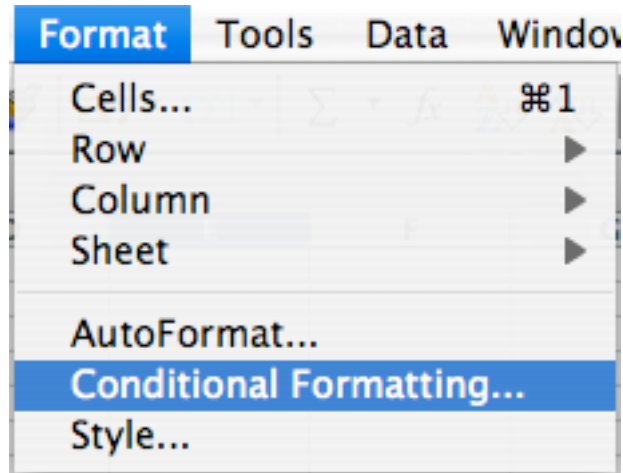 Format Tools Data Window
Cells... ⌘1
Row
Column
Sheet
AutoFormat...
Conditional Formatting...
Style...